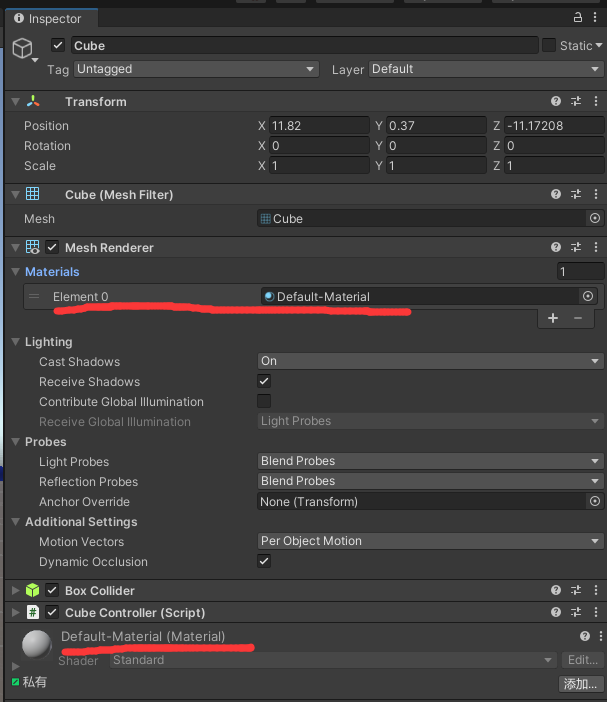 Inspector
Cube Static
Tag Untagged Layer Default
Transform
Position X 11.82 Y 0.37 Z -11.17208
Rotation X 0 Y 0 Z 0
Scale X 1 Y 1 Z 1
Cube (Mesh Filter)
Mesh Cube
Mesh Renderer
Materials 1
Element 0 Default-Material
Lighting
Cast Shadows On
Receive Shadows
Contribute Global Illumination
Receive Global Illumination Light Probes
Probes
Light Probes Blend Probes
Reflection Probes Blend Probes
Anchor Override None (Transform)
Additional Settings
Motion Vectors Per Object Motion
Dynamic Occlusion
Box Collider
# Cube Controller (Script)
Default-Material (Material)
Shader Standard Edit...
私有
添加...